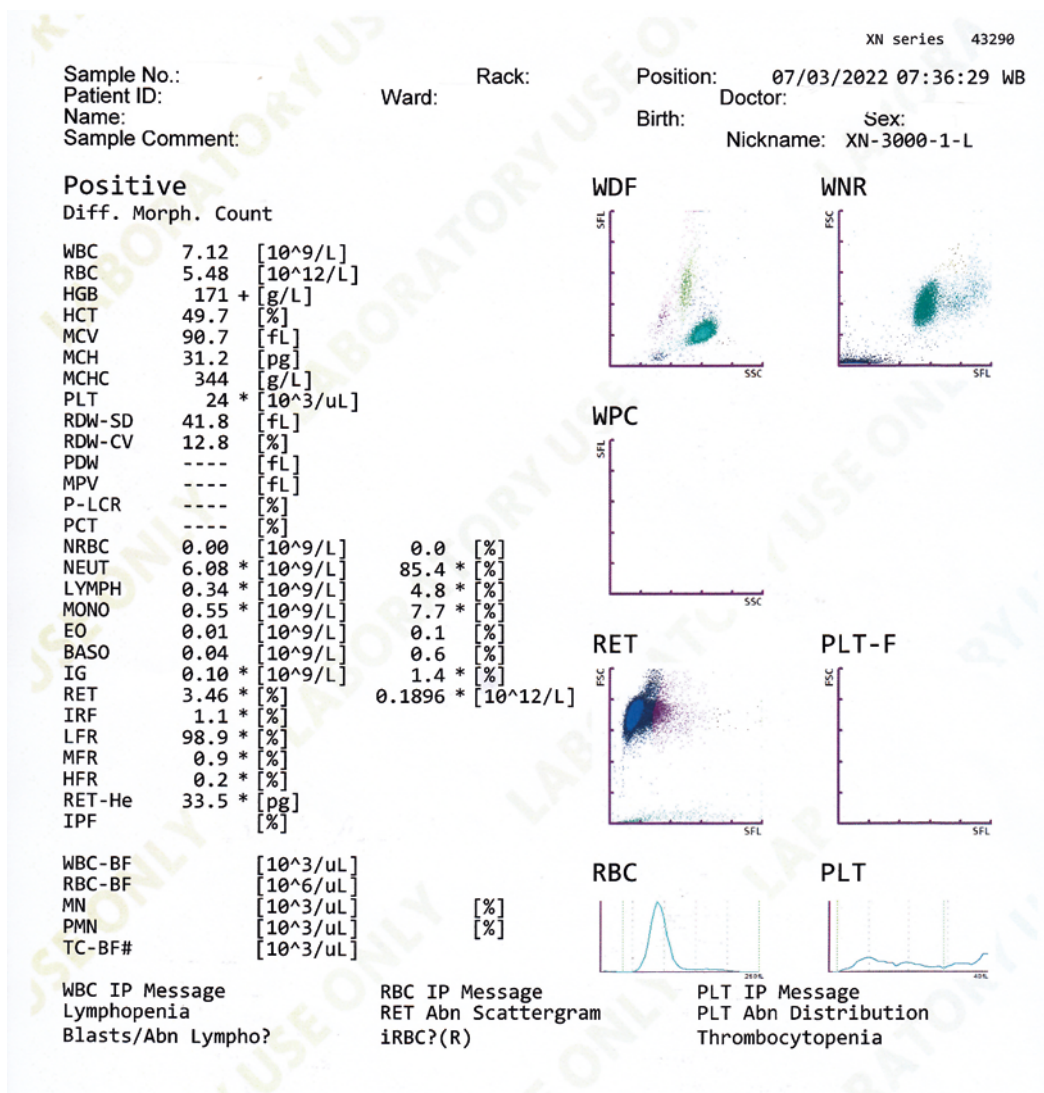 XN series 43290
Sample No.: Rack: Position: 07/03/2022 07:36:29 WB
Patient ID: Ward: Doctor:
Name: Birth: Sex:
Sample Comment: Nickname: XN-3000-1-L
Positive
Diff. Morph. Count
WBC 7.12 [10^9/L]
RBC 5.48 [10^12/L]
HGB 171 + [g/L]
HCT 49.7 [%]
MCV 90.7 [fL]
MCH 31.2 [pg]
MCHC 344 [g/L]
PLT 24 * [10^3/uL]
RDW-SD 41.8 [fL]
RDW-CV 12.8 [%]
PDW ---- [fL]
MPV ---- [fL]
P-LCR ---- [%]
PCT ---- [%]
NRBC 0.00 [10^9/L] 0.0 [%]
NEUT 6.08 * [10^9/L] 85.4 * [%]
LYMPH 0.34 * [10^9/L] 4.8 * [%]
MONO 0.55 * [10^9/L] 7.7 * [%]
EO 0.01 [10^9/L] 0.1 [%]
BASO 0.04 [10^9/L] 0.6 [%]
IG 0.10 * [10^9/L] 1.4 * [%]
RET 3.46 * [%] 0.1896 * [10^12/L]
IRF 1.1 * [%]
LFR 98.9 * [%]
MFR 0.9 * [%]
HFR 0.2 * [%]
RET-He 33.5 * [pg]
IPF [%]
WBC-BF [10^3/uL]
RBC-BF [10^6/uL]
MN [10^3/uL] [%]
PMN [10^3/uL] [%]
TC-BF# [10^3/uL]
WDF WNR
SFL FSC
SSC SFL
WPC
SFL
SSC
RET PLT-F
FSC FSC
SFL SFL
RBC PLT
260fL 40fL
WBC IP Message RBC IP Message PLT IP Message
Lymphopenia RET Abn Scattergram PLT Abn Distribution
Blasts/Abn Lympho? iRBC?(R) Thrombocytopenia
LABORATORY USE ONLY